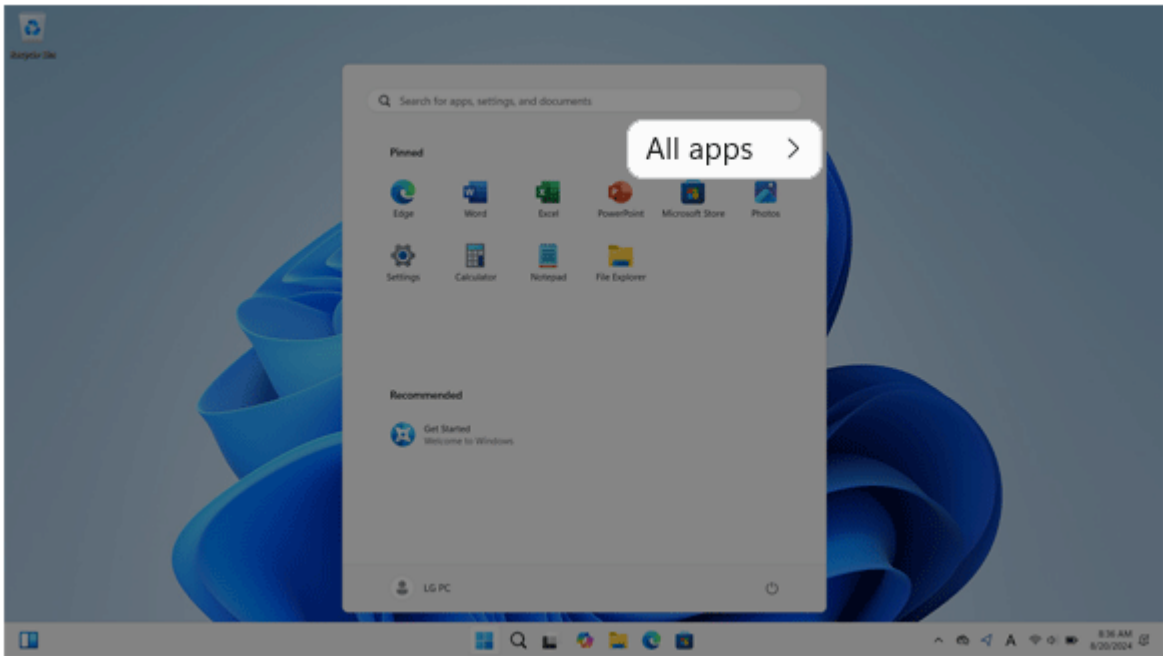 Recycle Bin
Search for apps, settings, and documents
All apps
Pinned
Edge
Word
Excel
PowerPoint
Microsoft Store
Photos
Settings
Calculator
Notepad
File Explorer
Recommended
Get Started
Welcome to Windows
LG PC
A
8:36 AM
8/20/2024